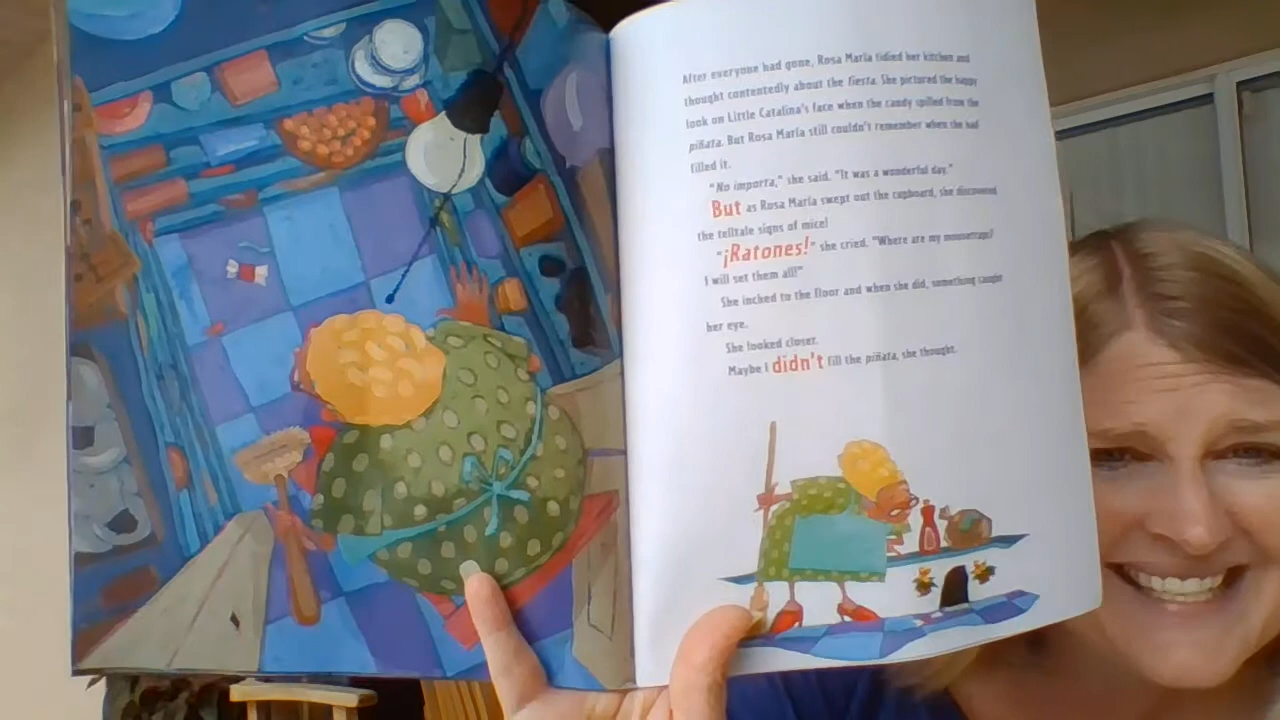 After everyone had gone, Rosa María tidied her kitchen and
thought contentedly about the fiesta. She pictured the happy
look on Little Catalina's face when the candy spilled from the
piñata. But Rosa María still couldn't remember when she had
filled it.
"No importa," she said. "It was a wonderful day."
But as Rosa María swept out the cupboard, she discovered
the telltale signs of mice!
"¡Ratones!" she cried. "Where are my mousetraps?
I will set them all!"
She inched to the floor and when she did, something caught
her eye.
She looked closer.
Maybe I didn't fill the piñata, she thought.